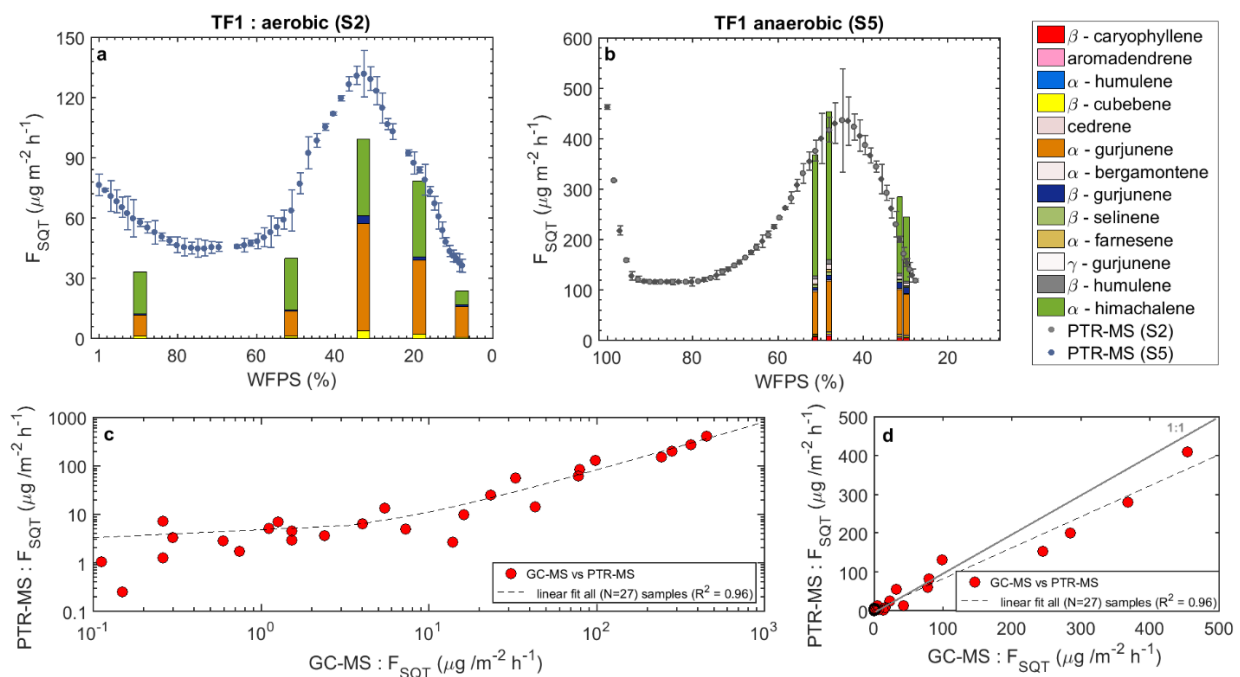 TF1 : aerobic (S2)
a
F_SQT (µg m⁻² h⁻¹)
150
120
90
60
30
0
1
80
60
40
20
0
WFPS (%)
TF1 anaerobic (S5)
b
F_SQT (µg m⁻² h⁻¹)
600
500
400
300
200
100
0
100
80
60
40
20
WFPS (%)
β - caryophyllene
aromadendrene
α - humulene
β - cubebene
cedrene
α - gurjunene
α - bergamontene
β - gurjunene
β - selinene
α - farnesene
γ - gurjunene
β - humulene
α - himachalene
PTR-MS (S2)
PTR-MS (S5)
c
PTR-MS : F_SQT (µg /m⁻² h⁻¹)
1000
100
10
1
0.1
10⁻¹
10⁰
10¹
10²
10³
GC-MS : F_SQT (µg /m⁻² h⁻¹)
GC-MS vs PTR-MS
linear fit all (N=27) samples (R² = 0.96)
d
1:1
PTR-MS : F_SQT (µg /m⁻² h⁻¹)
500
400
300
200
100
0
0
100
200
300
400
500
GC-MS : F_SQT (µg /m⁻² h⁻¹)
GC-MS vs PTR-MS
linear fit all (N=27) samples (R² = 0.96)